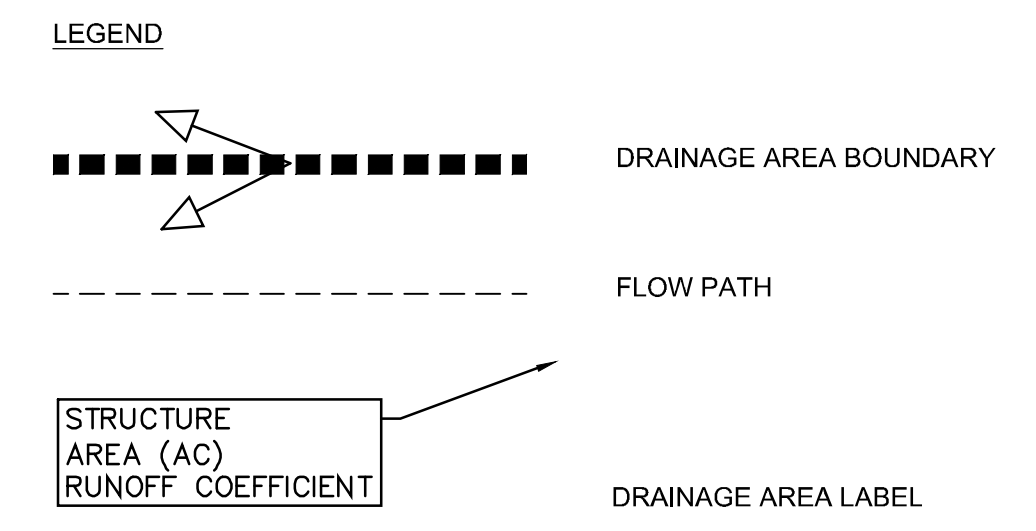 LEGEND
DRAINAGE AREA BOUNDARY
FLOW PATH
STRUCTURE
AREA (AC)
RUNOFF COEFFICIENT
DRAINAGE AREA LABEL